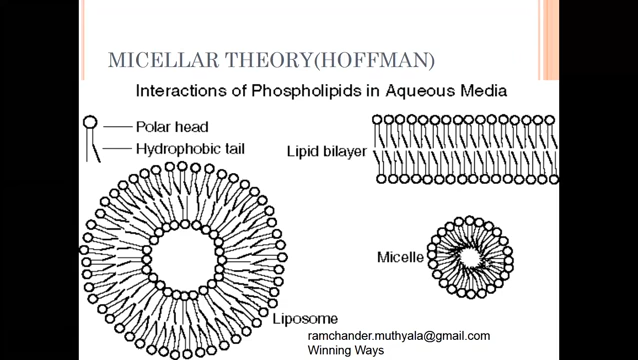 MICELLAR THEORY(HOFFMAN)
Interactions of Phospholipids in Aqueous Media
Polar head
Hydrophobic tail
Lipid bilayer
Micelle
Liposome
ramchander.muthyala@gmail.com
Winning Ways